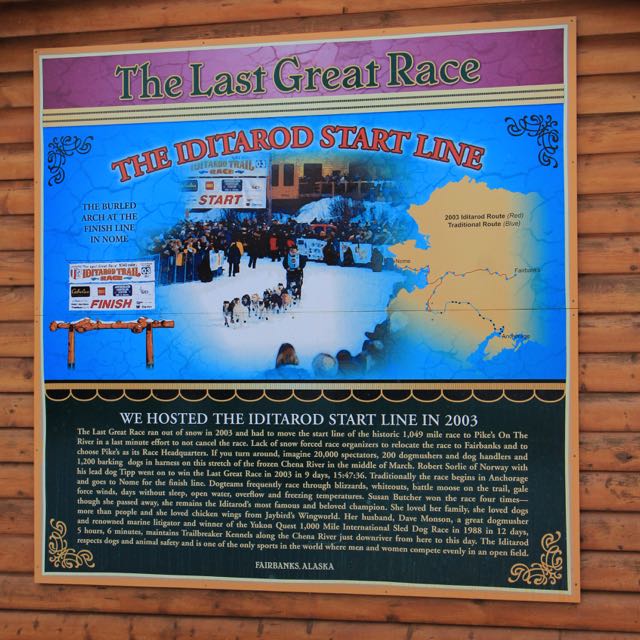 The Last Great Race
THE IDITAROD START LINE
IDITAROD TRAIL 03
RACE
START
THE BURLED
ARCH AT THE
FINISH LINE
IN NOME
2003 Iditarod Route (Red)
Traditional Route (Blue)
Nome
Fairbanks
Anchorage
IDITAROD TRAIL 03
FINISH
WE HOSTED THE IDITAROD START LINE IN 2003
The Last Great Race ran out of snow in 2003 and had to move the start line of the historic 1,049 mile race to Pike's On The
River in a last minute effort to not cancel the race. Lack of snow forced race organizers to relocate the race to Fairbanks and to
choose Pike's as its Race Headquarters. If you turn around, imagine 20,000 spectators, 200 dogmushers and dog handlers and
1,200 barking dogs in harness on this stretch of the frozen Chena River in the middle of March. Robert Sorlie of Norway with
his lead dog Tipp went on to win the Last Great Race in 2003 in 9 days, 15:47:36. Traditionally the race begins in Anchorage
and goes to Nome for the finish line. Dogteams frequently race through blizzards, whiteouts, battle moose on the trail, gale
force winds, days without sleep, open water, overflow and freezing temperatures. Susan Butcher won the race four times—
though she passed away, she remains the Iditarod's most famous and beloved champion. She loved her family, she loved dogs
more than people and she loved chicken wings from Jaybird's Wingworld. Her husband, Dave Monson, a great dogmusher
and renowned marine litigator and winner of the Yukon Quest 1,000 Mile International Sled Dog Race in 1988 in 12 days,
5 hours, 6 minutes, maintains Trailbreaker Kennels along the Chena River just downriver from here to this day. The Iditarod
respects dogs and animal safety and is one of the only sports in the world where men and women compete evenly in an open field.
FAIRBANKS, ALASKA